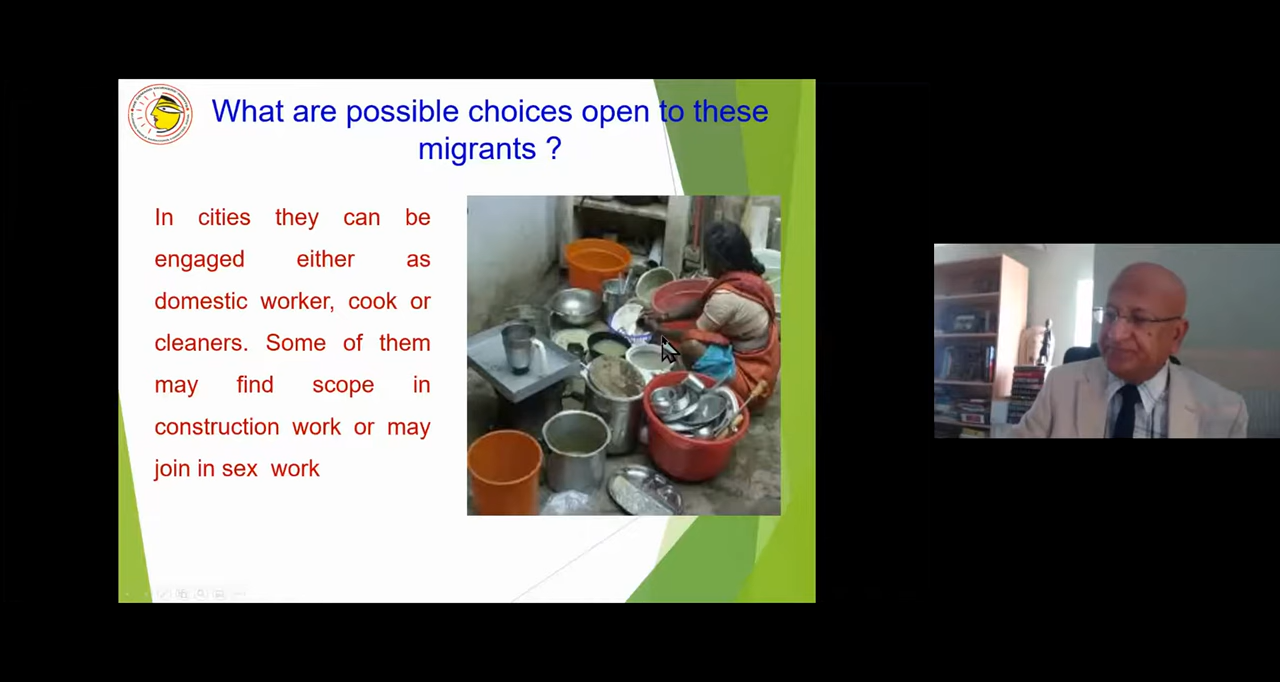 What are possible choices open to these
migrants ?
In cities they can be
engaged either as
domestic worker, cook or
cleaners. Some of them
may find scope in
construction work or may
join in sex work